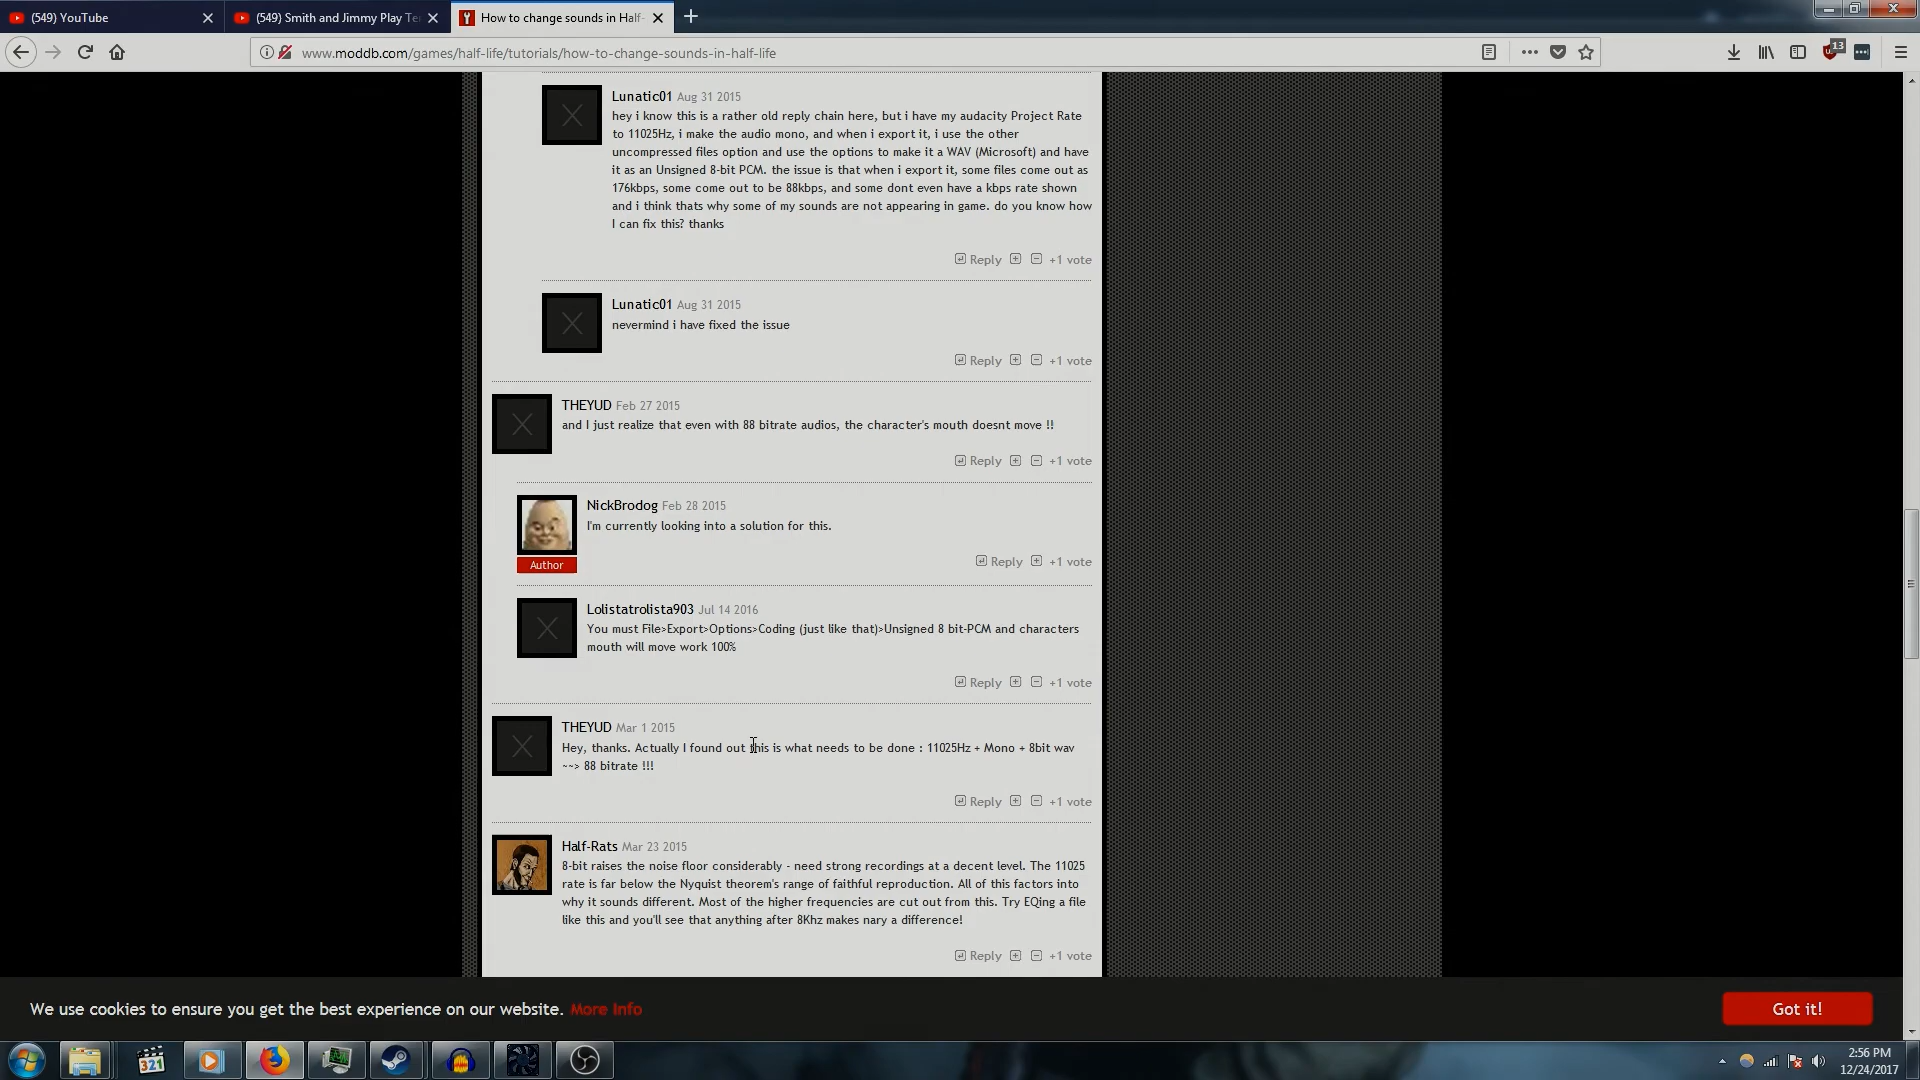 (549) YouTube
(549) Smith and Jimmy Play Te
How to change sounds in Half-
www.moddb.com/games/half-life/tutorials/how-to-change-sounds-in-half-life
13
Lunatic01 Aug 31 2015
hey i know this is a rather old reply chain here, but i have my audacity Project Rate
to 11025Hz, i make the audio mono, and when i export it, i use the other
uncompressed files option and use the options to make it a WAV (Microsoft) and have
it as an Unsigned 8-bit PCM. the issue is that when i export it, some files come out as
176kbps, some come out to be 88kbps, and some dont even have a kbps rate shown
and i think thats why some of my sounds are not appearing in game. do you know how
I can fix this? thanks
Reply +1 vote
Lunatic01 Aug 31 2015
nevermind i have fixed the issue
Reply +1 vote
THEYUD Feb 27 2015
and I just realize that even with 88 bitrate audios, the character's mouth doesnt move !!
Reply +1 vote
NickBrodog Feb 28 2015
I'm currently looking into a solution for this.
Author
Reply +1 vote
Lolistatrolista903 Jul 14 2016
You must File>Export>Options>Coding (just like that)>Unsigned 8 bit-PCM and characters
mouth will move work 100%
Reply +1 vote
THEYUD Mar 1 2015
Hey, thanks. Actually I found out this is what needs to be done : 11025Hz + Mono + 8bit wav
~~> 88 bitrate !!!
Reply +1 vote
Half-Rats Mar 23 2015
8-bit raises the noise floor considerably - need strong recordings at a decent level. The 11025
rate is far below the Nyquist theorem's range of faithful reproduction. All of this factors into
why it sounds different. Most of the higher frequencies are cut out from this. Try EQing a file
like this and you'll see that anything after 8Khz makes nary a difference!
Reply +1 vote
We use cookies to ensure you get the best experience on our website. More Info
Got it!
321
2:56 PM
12/24/2017